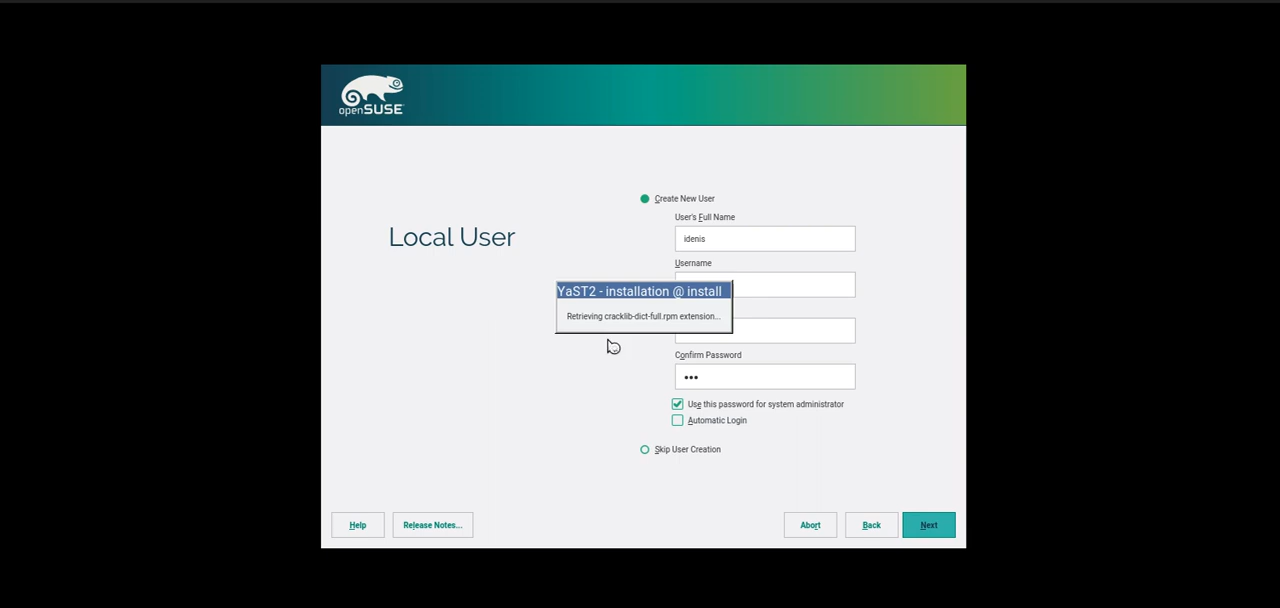 openSUSE
Create New User
User's Full Name
Local User
idenis
Username
YaST2 - installation @ install
Retrieving cracklib-dict-full.rpm extension...
Confirm Password
•••
Use this password for system administrator
Automatic Login
Skip User Creation
Help
Release Notes...
Abort
Back
Next